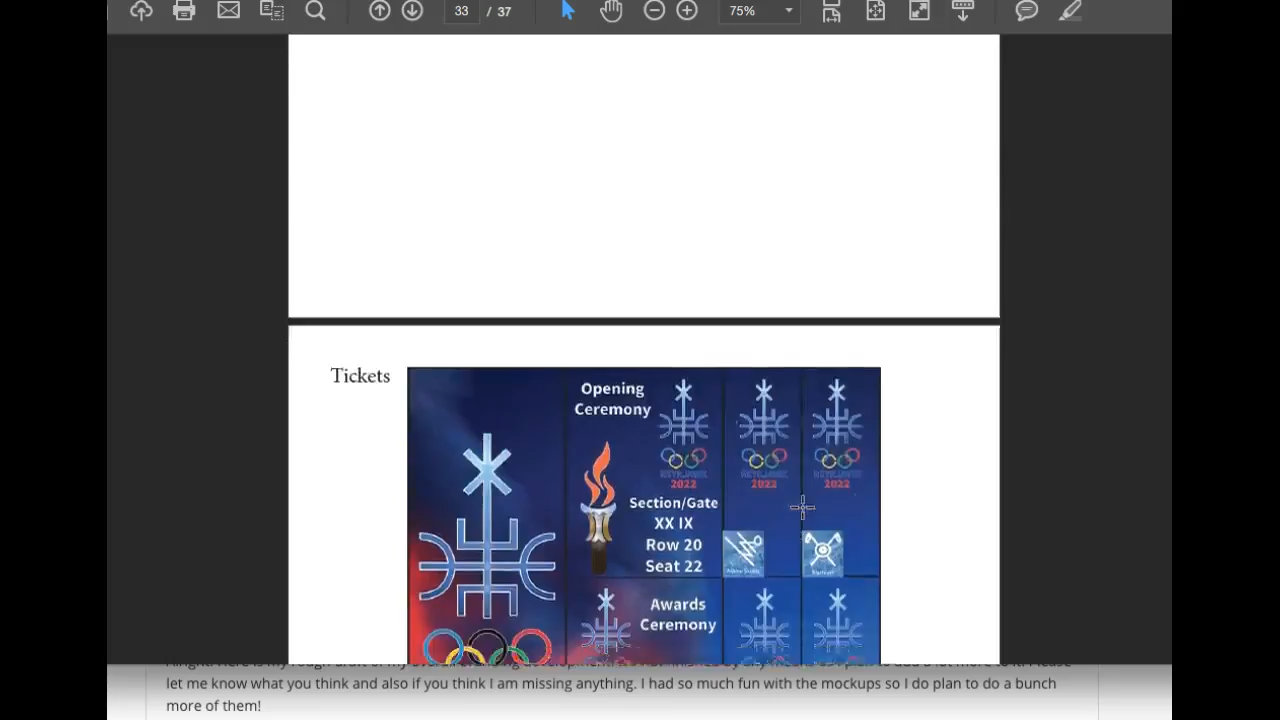 33 / 37
75%
Tickets
Opening
Ceremony
REYKJAVIK
2022
2022
2022
Section/Gate
XX IX
Row 20
Seat 22
Biathlon
Awards
Ceremony
let me know what you think and also if you think I am missing anything. I had so much fun with the mockups so I do plan to do a bunch
more of them!